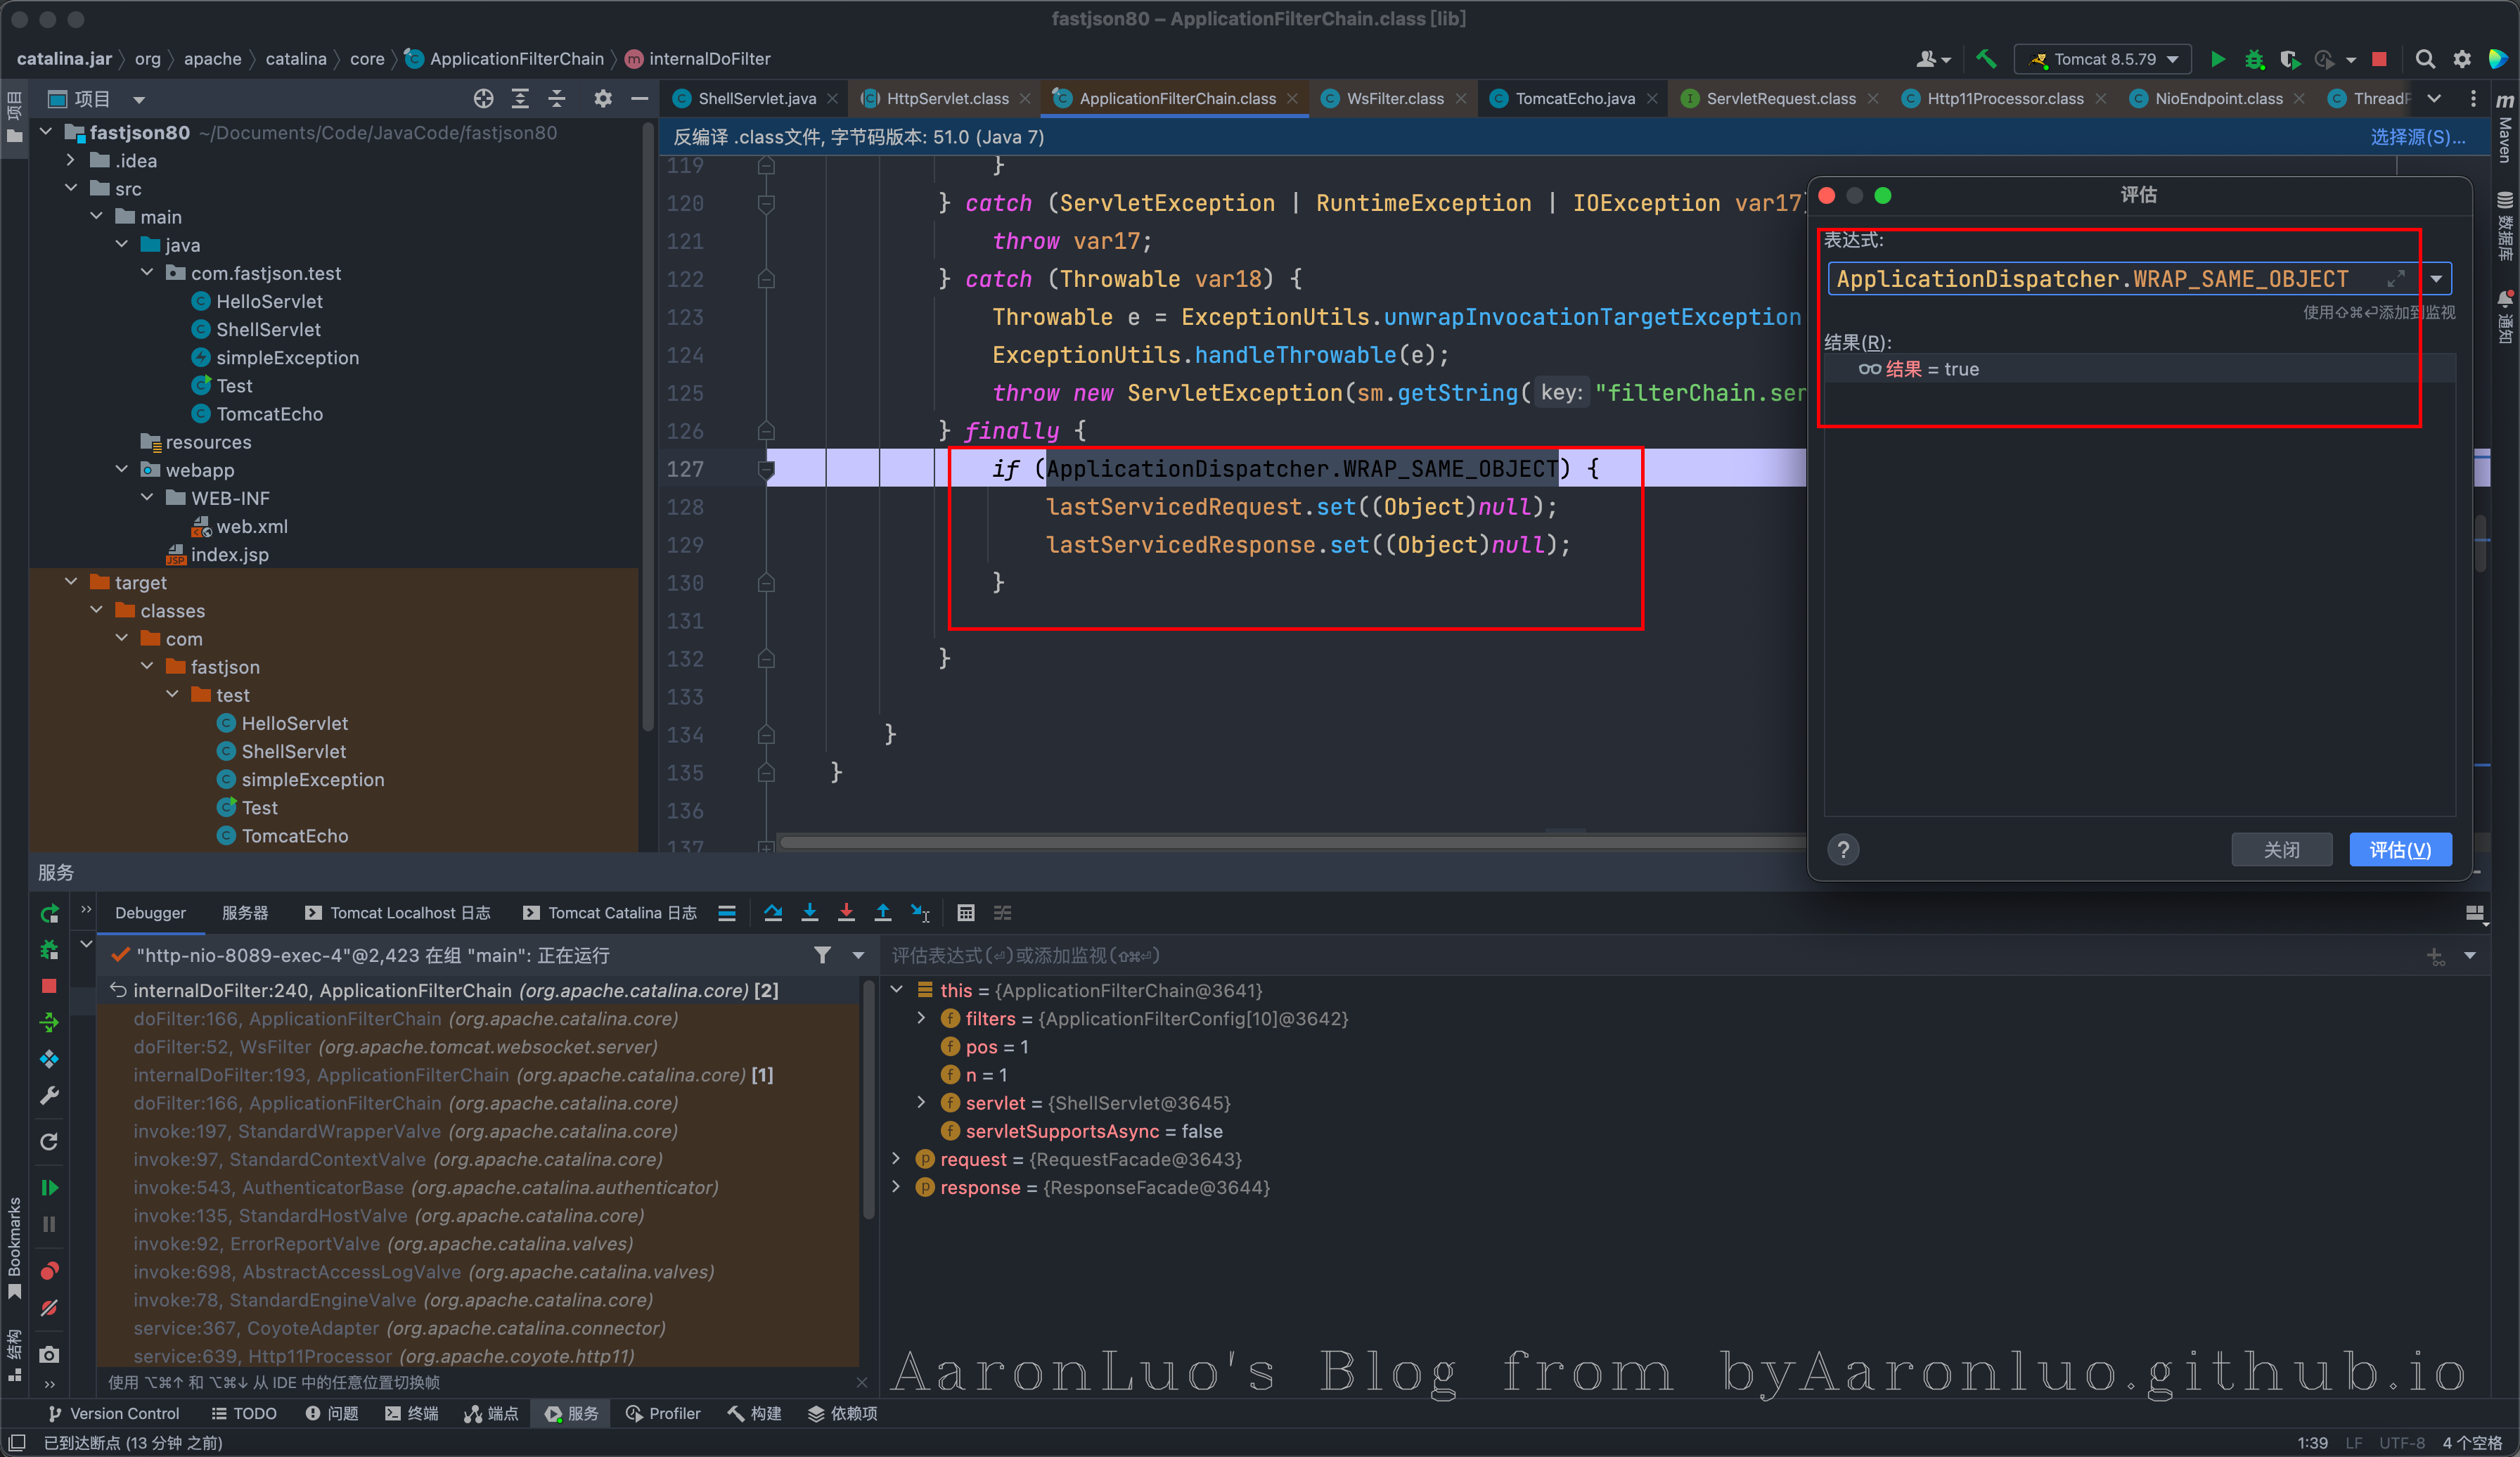 fastjson80 – ApplicationFilterChain.class [lib]
catalina.jar org apache catalina core ApplicationFilterChain m internalDoFilter
Tomcat 8.5.79
项目
ShellServlet.java HttpServlet.class ApplicationFilterChain.class WsFilter.class TomcatEcho.java ServletRequest.class Http11Processor.class NioEndpoint.class ThreadP
反编译 .class文件, 字节码版本: 51.0 (Java 7) 选择源(S)...
项目
fastjson80 ~/Documents/Code/JavaCode/fastjson80
.idea
src
main
java
com.fastjson.test
HelloServlet
ShellServlet
simpleException
Test
TomcatEcho
resources
webapp
WEB-INF
web.xml
index.jsp
target
classes
com
fastjson
test
HelloServlet
ShellServlet
simpleException
Test
TomcatEcho
119 }
120 } catch (ServletException | RuntimeException | IOException var17)
121 throw var17;
122 } catch (Throwable var18) {
123 Throwable e = ExceptionUtils.unwrapInvocationTargetException
124 ExceptionUtils.handleThrowable(e);
125 throw new ServletException(sm.getString( key: "filterChain.ser
126 } finally {
127 if (ApplicationDispatcher.WRAP_SAME_OBJECT) {
128 lastServicedRequest.set((Object)null);
129 lastServicedResponse.set((Object)null);
130 }
131
132 }
133
134 }
135 }
136
137
评估
表达式:
ApplicationDispatcher.WRAP_SAME_OBJECT
使用⇧⌘⏎添加到监视
结果(R):
结果 = true
?
关闭 评估(V)
m
Maven
数据库
通知
服务
Debugger 服务器 Tomcat Localhost 日志 Tomcat Catalina 日志
"http-nio-8089-exec-4"@2,423 在组 "main": 正在运行
internalDoFilter:240, ApplicationFilterChain (org.apache.catalina.core) [2]
doFilter:166, ApplicationFilterChain (org.apache.catalina.core)
doFilter:52, WsFilter (org.apache.tomcat.websocket.server)
internalDoFilter:193, ApplicationFilterChain (org.apache.catalina.core) [1]
doFilter:166, ApplicationFilterChain (org.apache.catalina.core)
invoke:197, StandardWrapperValve (org.apache.catalina.core)
invoke:97, StandardContextValve (org.apache.catalina.core)
invoke:543, AuthenticatorBase (org.apache.catalina.authenticator)
invoke:135, StandardHostValve (org.apache.catalina.core)
invoke:92, ErrorReportValve (org.apache.catalina.valves)
invoke:698, AbstractAccessLogValve (org.apache.catalina.valves)
invoke:78, StandardEngineValve (org.apache.catalina.core)
service:367, CoyoteAdapter (org.apache.catalina.connector)
service:639, Http11Processor (org.apache.coyote.http11)
使用 ⌥⌘↑ 和 ⌥⌘↓ 从 IDE 中的任意位置切换帧
评估表达式(⏎)或添加监视(⇧⌘⏎)
this = {ApplicationFilterChain@3641}
f filters = {ApplicationFilterConfig[10]@3642}
f pos = 1
f n = 1
f servlet = {ShellServlet@3645}
f servletSupportsAsync = false
p request = {RequestFacade@3643}
p response = {ResponseFacade@3644}
AaronLuo's Blog from byAaronluo.github.io
Bookmarks
结构
Version Control TODO 问题 终端 端点 服务 Profiler 构建 依赖项
已到达断点 (13 分钟 之前) 1:39 LF UTF-8 4 个空格